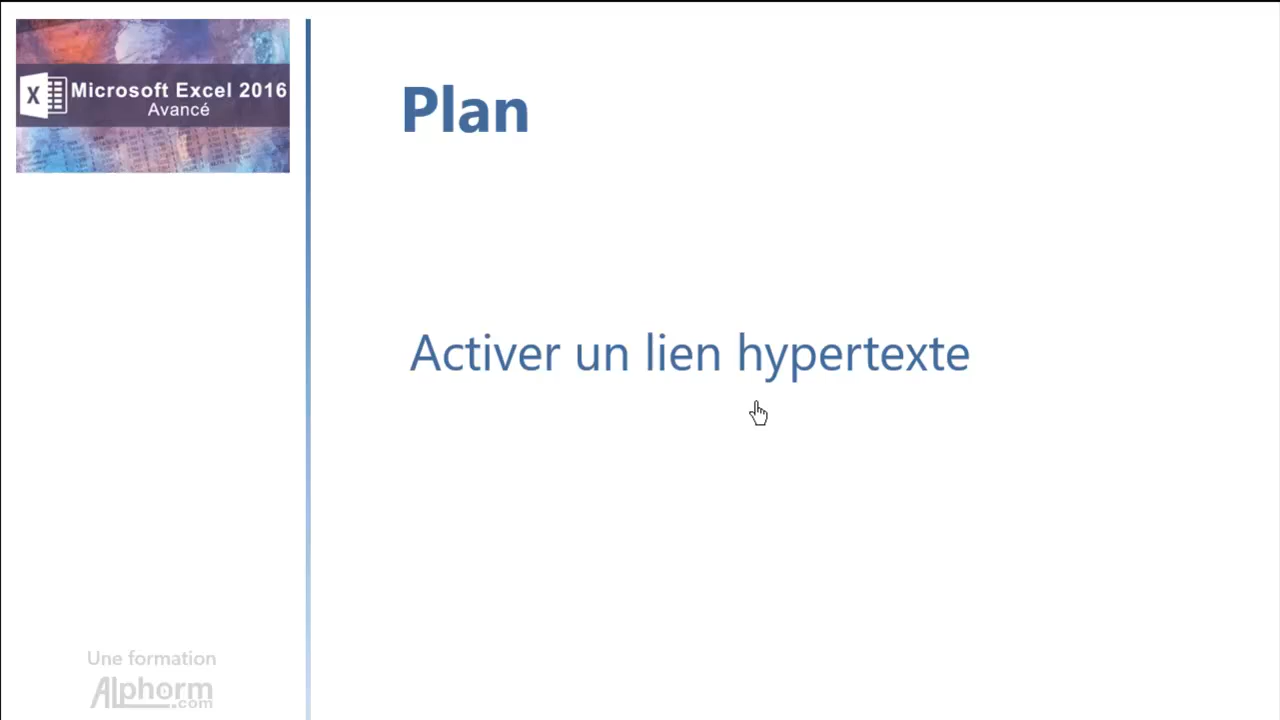 Microsoft Excel 2016
Avancé
Plan
Activer un lien hypertexte
Une formation
Alphorm
.com